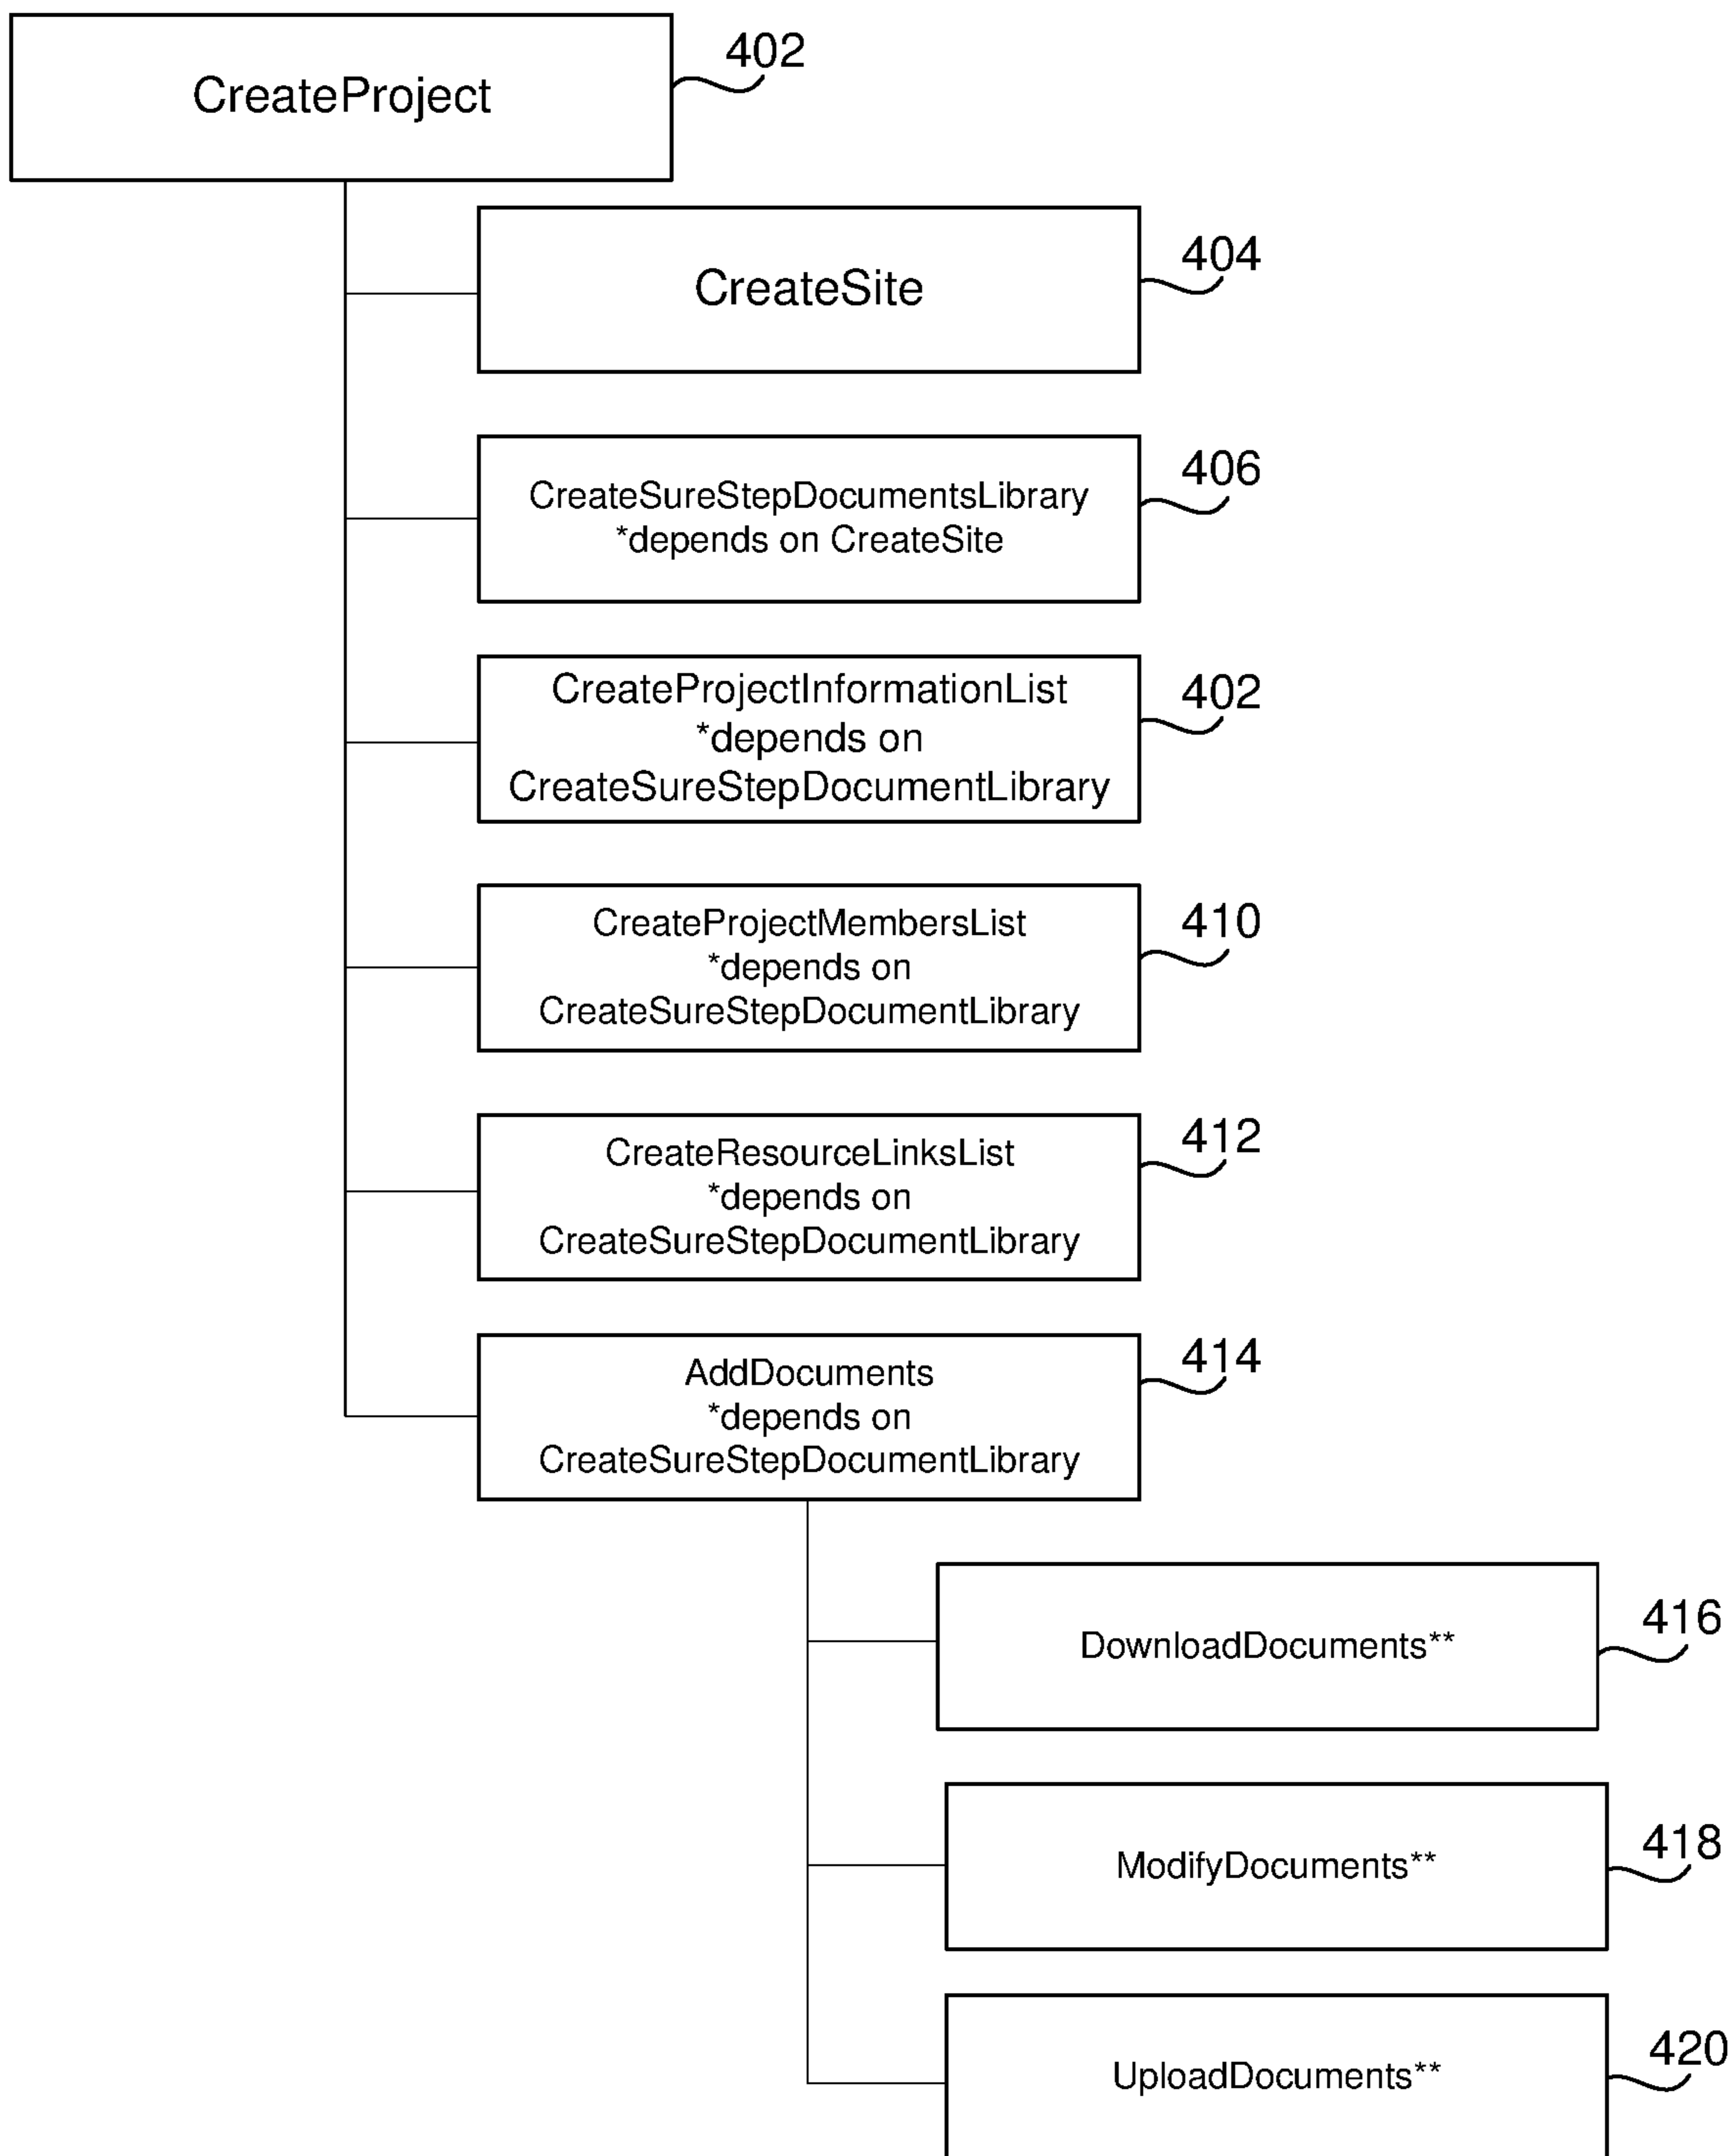 CreateProject
402
CreateSite
404
CreateSureStepDocumentsLibrary
*depends on CreateSite
406
CreateProjectInformationList
*depends on
CreateSureStepDocumentLibrary
402
CreateProjectMembersList
*depends on
CreateSureStepDocumentLibrary
410
CreateResourceLinksList
*depends on
CreateSureStepDocumentLibrary
412
AddDocuments
*depends on
CreateSureStepDocumentLibrary
414
DownloadDocuments**
416
ModifyDocuments**
418
UploadDocuments**
420